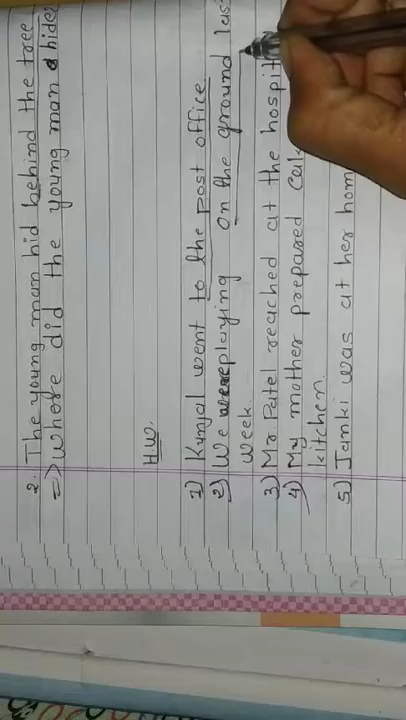 2. The young man hid behind the tree
=> Where did the young man hide?
H.W.
1) Kunjal went to the post office
2) We were playing on the ground las
week.
3) Mr. Patel reached at the hospit
4) My mother prepared
kitchen.
5) Janki was at her hom